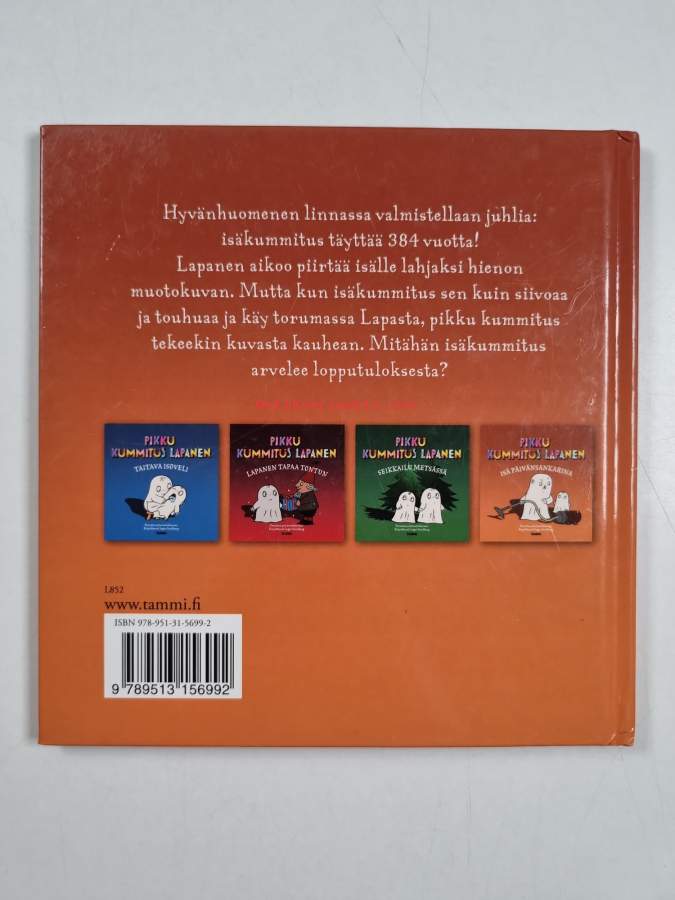 Hyvänhuomenen linnassa valmistellaan juhlia:
isäkummitus täyttää 384 vuotta!
Lapanen aikoo piirtää isälle lahjaksi hienon
muotokuvan. Mutta kun isäkummitus sen kuin siivoaa
ja touhuaa ja käy torumassa Lapasta, pikku kummitus
tekeekin kuvasta kauhean. Mitähän isäkummitus
arvelee lopputuloksesta?
PIKKU
KUMMITUS LAPANEN
TAITAVA ISOVELI
PIKKU
KUMMITUS LAPANEN
LAPANEN TAPAA TONTUN
PIKKU
KUMMITUS LAPANEN
SEIKKAILU METSÄSSÄ
PIKKU
KUMMITUS LAPANEN
ISÄ PÄIVÄNSANKARINA
L852
www.tammi.fi
ISBN 978-951-31-5699-2
9 789513 156992